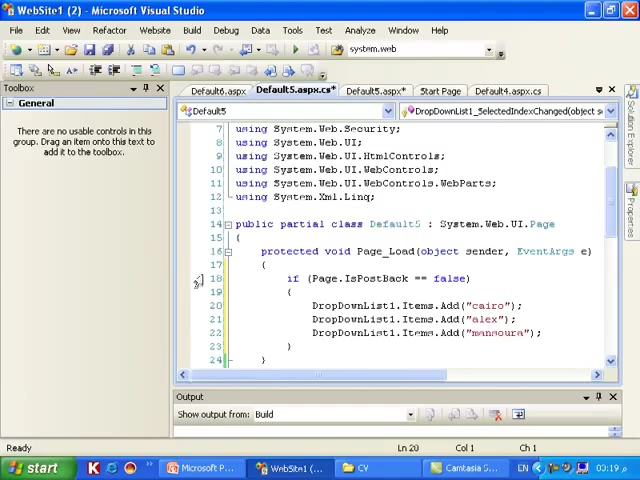 WebSite1 (2) - Microsoft Visual Studio
File Edit View Refactor Website Build Debug Data Tools Test Analyze Window Help
system.web
Toolbox
General
There are no usable controls in this
group. Drag an item onto this text to
add it to the toolbox.
Default6.aspx Default5.aspx.cs* Default5.aspx* Start Page Default4.aspx.cs
Default5 DropDownList1_SelectedIndexChanged(object s
7 using System.Web.Security;
8 using System.Web.UI;
9 using System.Web.UI.HtmlControls;
10 using System.Web.UI.WebControls;
11 using System.Web.UI.WebControls.WebParts;
12 using System.Xml.Linq;
13
14 public partial class Default5 : System.Web.UI.Page
15 {
16 protected void Page_Load(object sender, EventArgs e)
17 {
18 if (Page.IsPostBack == false)
19 {
20 DropDownList1.Items.Add("cairo");
21 DropDownList1.Items.Add("alex");
22 DropDownList1.Items.Add("mansoura");
23 }
24 }
Solution Explorer
Properties
Output
Show output from: Build
Ready Ln 20 Col 1 Ch 1
start Microsoft P... WebSite1 (... CV Camtasia S... EN 03:19 م